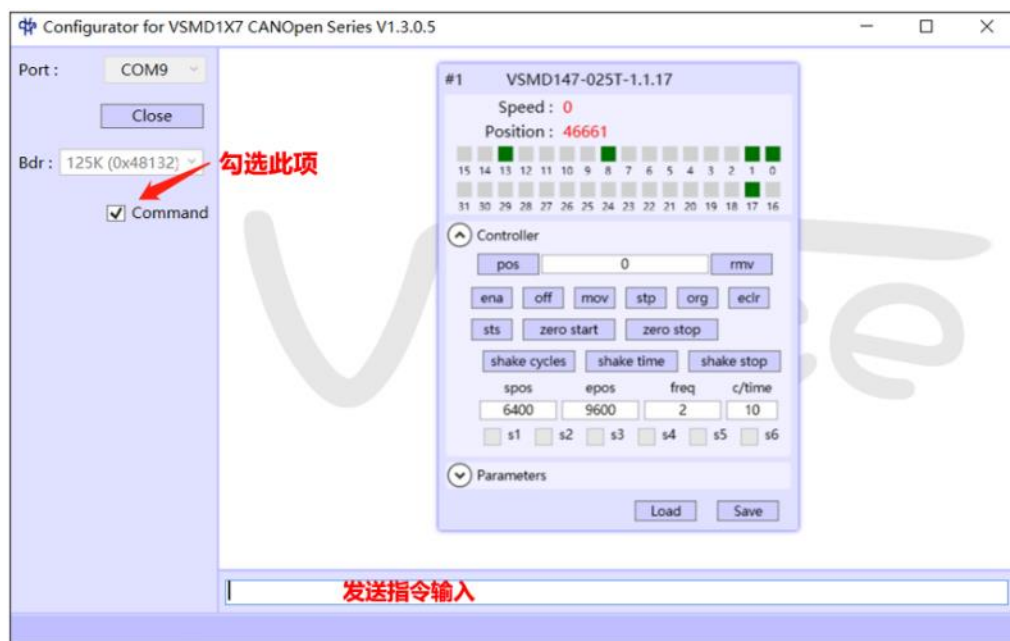 Configurator for VSMD1X7 CANOpen Series V1.3.0.5
Port : COM9
Close
Bdr : 125K (0x48132)
勾选此项
Command
#1 VSMD147-025T-1.1.17
Speed : 0
Position : 46661
15 14 13 12 11 10 9 8 7 6 5 4 3 2 1 0
31 30 29 28 27 26 25 24 23 22 21 20 19 18 17 16
Controller
pos 0 rmv
ena off mov stp org eclr
sts zero start zero stop
shake cycles shake time shake stop
spos epos freq c/time
6400 9600 2 10
s1 s2 s3 s4 s5 s6
Parameters
Load Save
发送指令输入